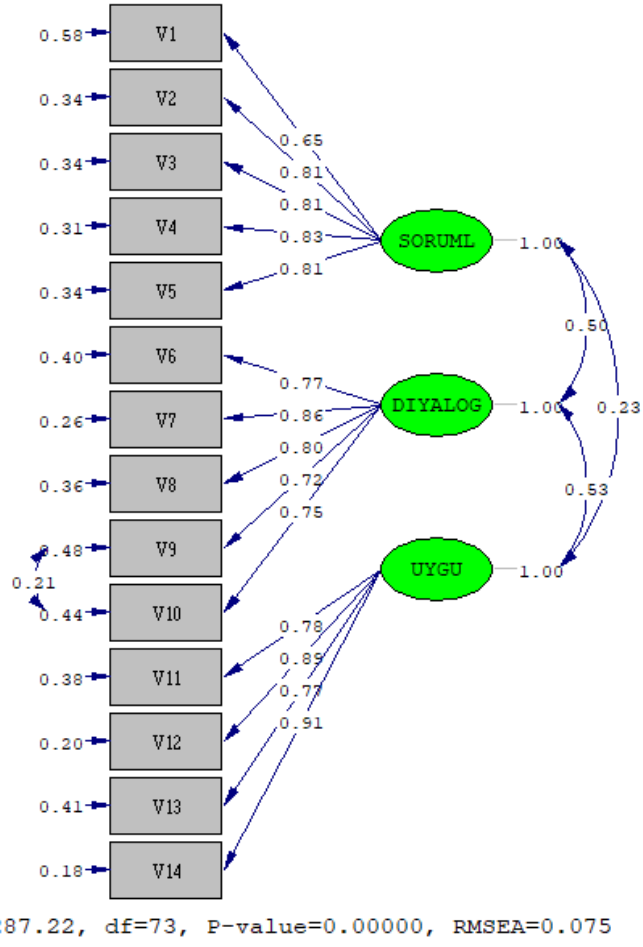 0.58 V1
0.34 V2
0.65
0.34 V3
0.81
0.81
0.31 V4
0.83
SORUML 1.00
0.81
0.34 V5
0.50
0.40 V6
0.77
DIYALOG 1.00 0.23
0.26 V7
0.86
0.80
0.36 V8
0.72
0.53
0.75
0.48 V9
UYGU 1.00
0.21
0.44 V10
0.78
0.38 V11
0.89
0.77
0.20 V12
0.91
0.41 V13
0.18 V14
87.22, df=73, P-value=0.00000, RMSEA=0.075